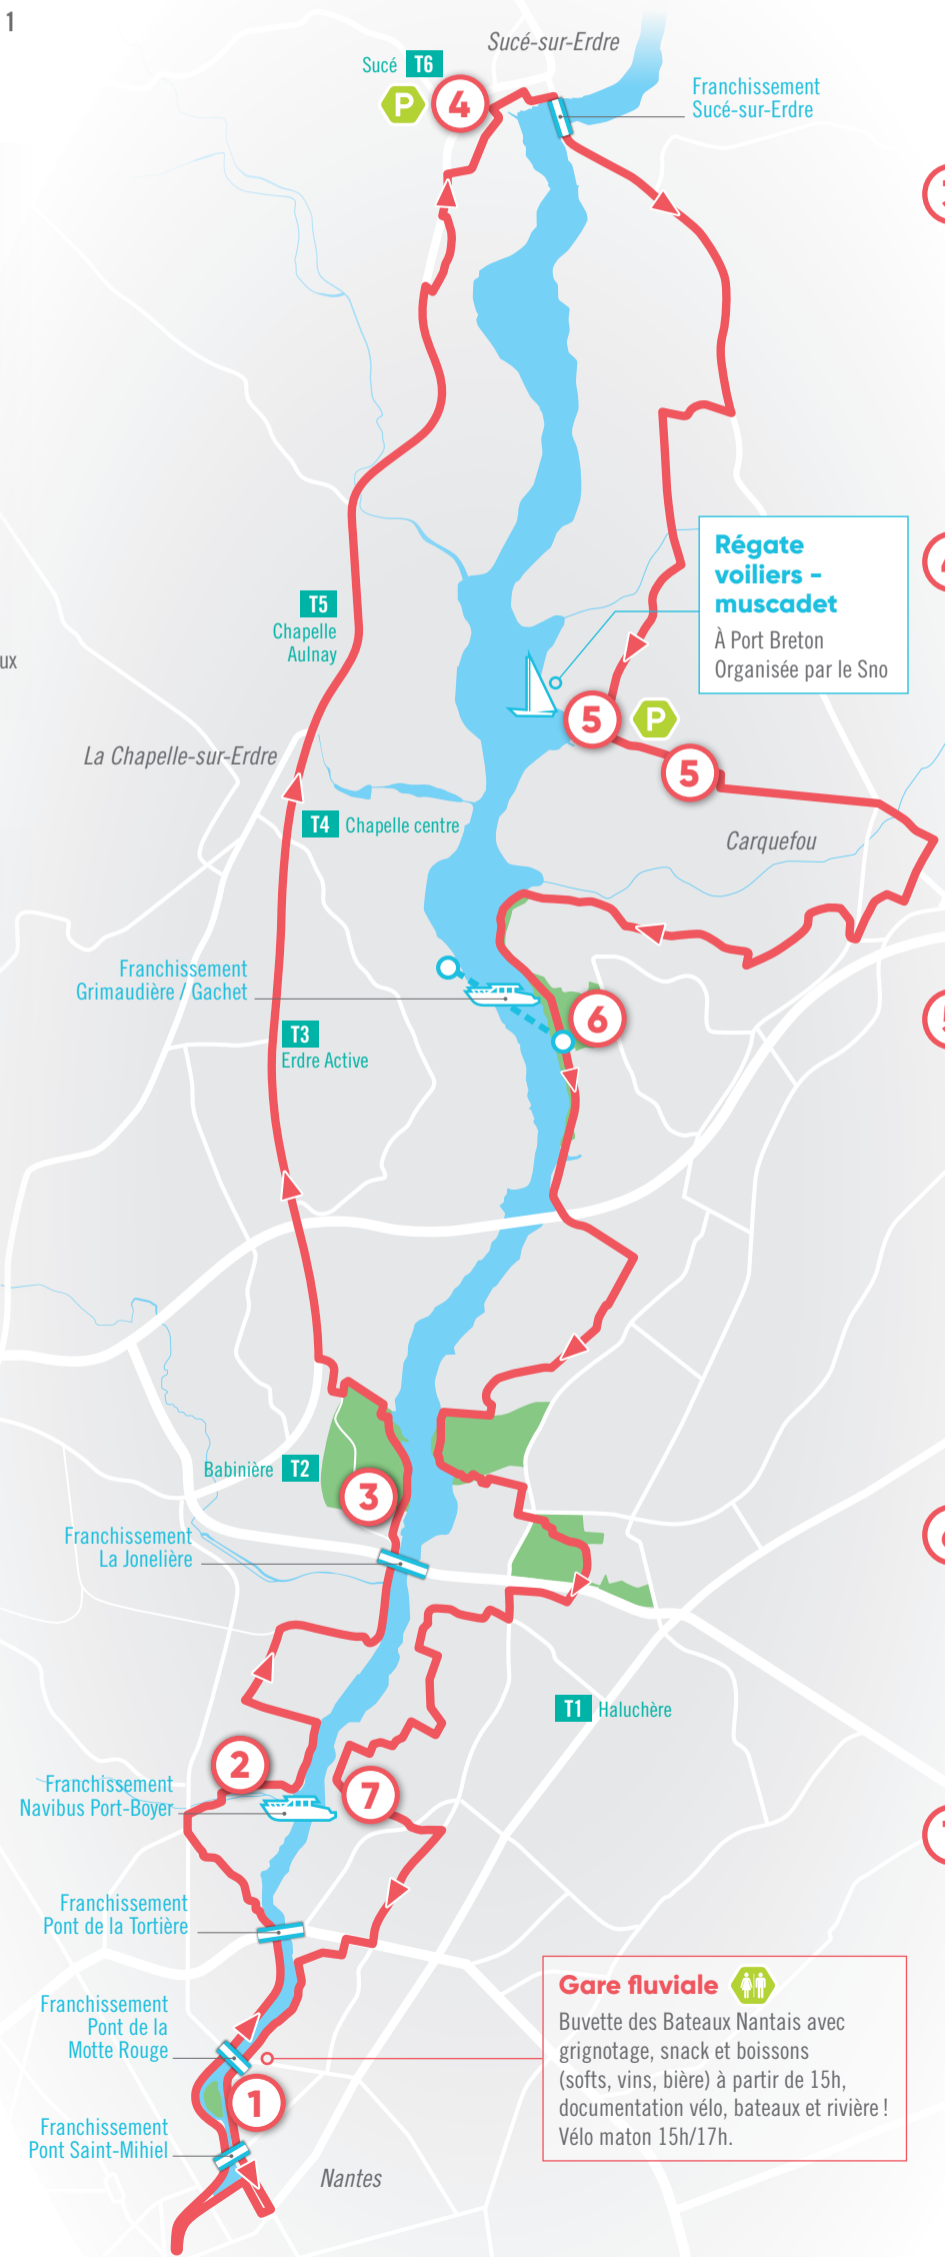 1
Sucé-sur-Erdre
Sucé T6
P 4
Franchissement
Sucé-sur-Erdre
Régate
voiliers -
muscadet
À Port Breton
Organisée par le Sno
T5
Chapelle
Aulnay
ux
5 P
5
La Chapelle-sur-Erdre
T4 Chapelle centre
Carquefou
Franchissement
Grimaudière / Gachet
6
T3
Erdre Active
Babinière T2
3
Franchissement
La Jonelière
T1 Haluchère
2
Franchissement
Navibus Port-Boyer
7
Franchissement
Pont de la Tortière
Franchissement
Pont de la
Motte Rouge
1
Franchissement
Pont Saint-Mihiel
Nantes
Gare fluviale
Buvette des Bateaux Nantais avec
grignotage, snack et boissons
(softs, vins, bière) à partir de 15h,
documentation vélo, bateaux et rivière !
Vélo maton 15h/17h.